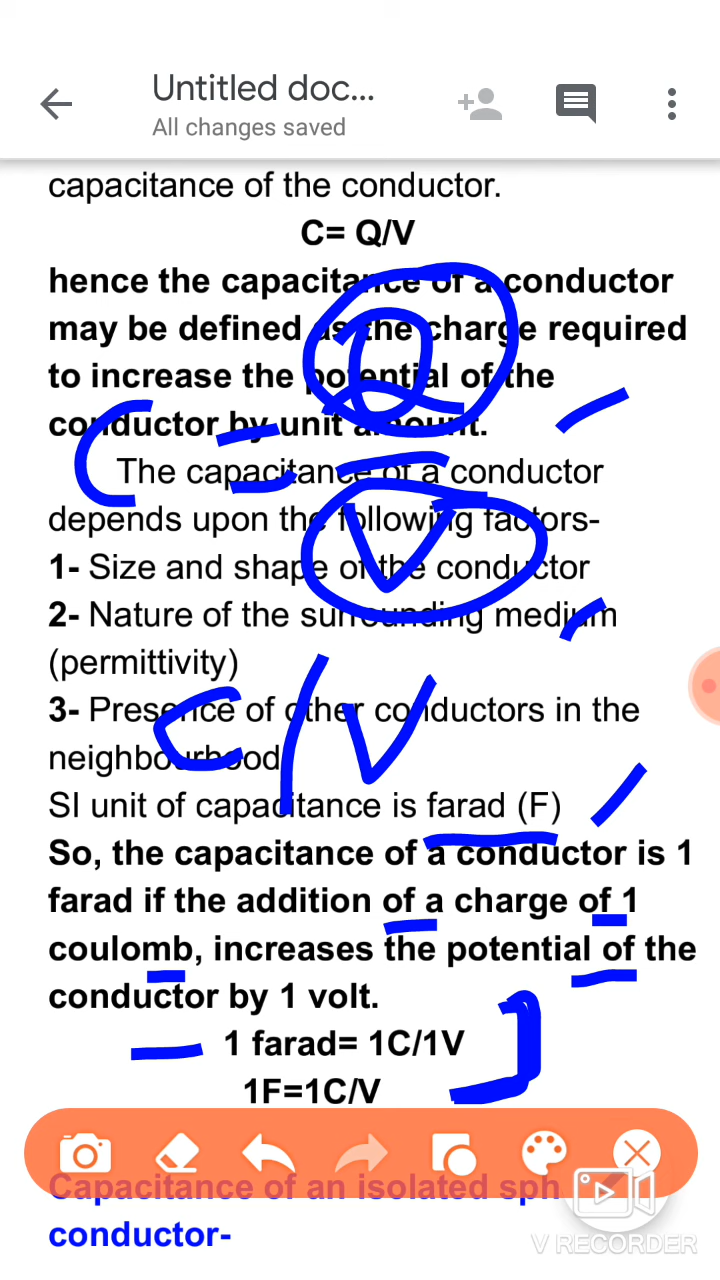 Untitled doc...
All changes saved
capacitance of the conductor.
C= Q/V
hence the capacitance of a conductor
may be defined as the charge required
to increase the potential of the
conductor by unit amount.
The capacitance of a conductor
depends upon the following factors-
1- Size and shape of the conductor
2- Nature of the surrounding medium
(permittivity)
3- Presence of other conductors in the
neighbourhood
SI unit of capacitance is farad (F)
So, the capacitance of a conductor is 1
farad if the addition of a charge of 1
coulomb, increases the potential of the
conductor by 1 volt.
1 farad= 1C/1V
1F=1C/V
Capacitance of an isolated sph
conductor-
C = Q
V
C/V
V RECORDER